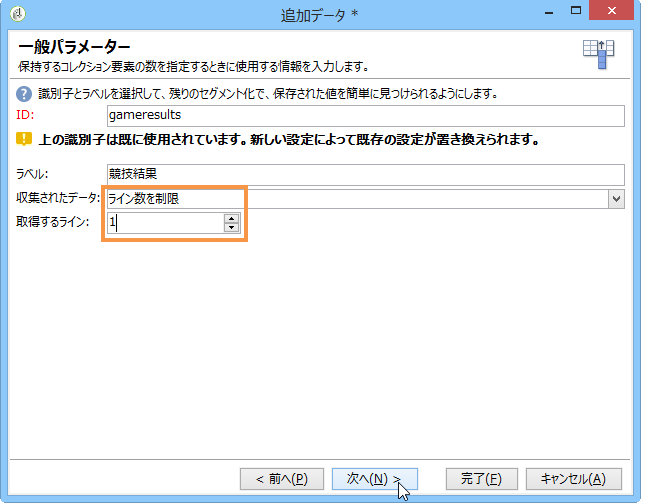 追加データ *
一般パラメーター
保持するコレクション要素の数を指定するときに使用する情報を入力します。
識別子とラベルを選択して、残りのセグメント化で、保存された値を簡単に見つけられるようにします。
ID: gameresults
上の識別子は既に使用されています。新しい設定によって既存の設定が置き換えられます。
ラベル: 競技結果
収集されたデータ: ライン数を制限
取得するライン: 1
< 前へ(P) 次へ(N) > 完了(F) キャンセル(A)